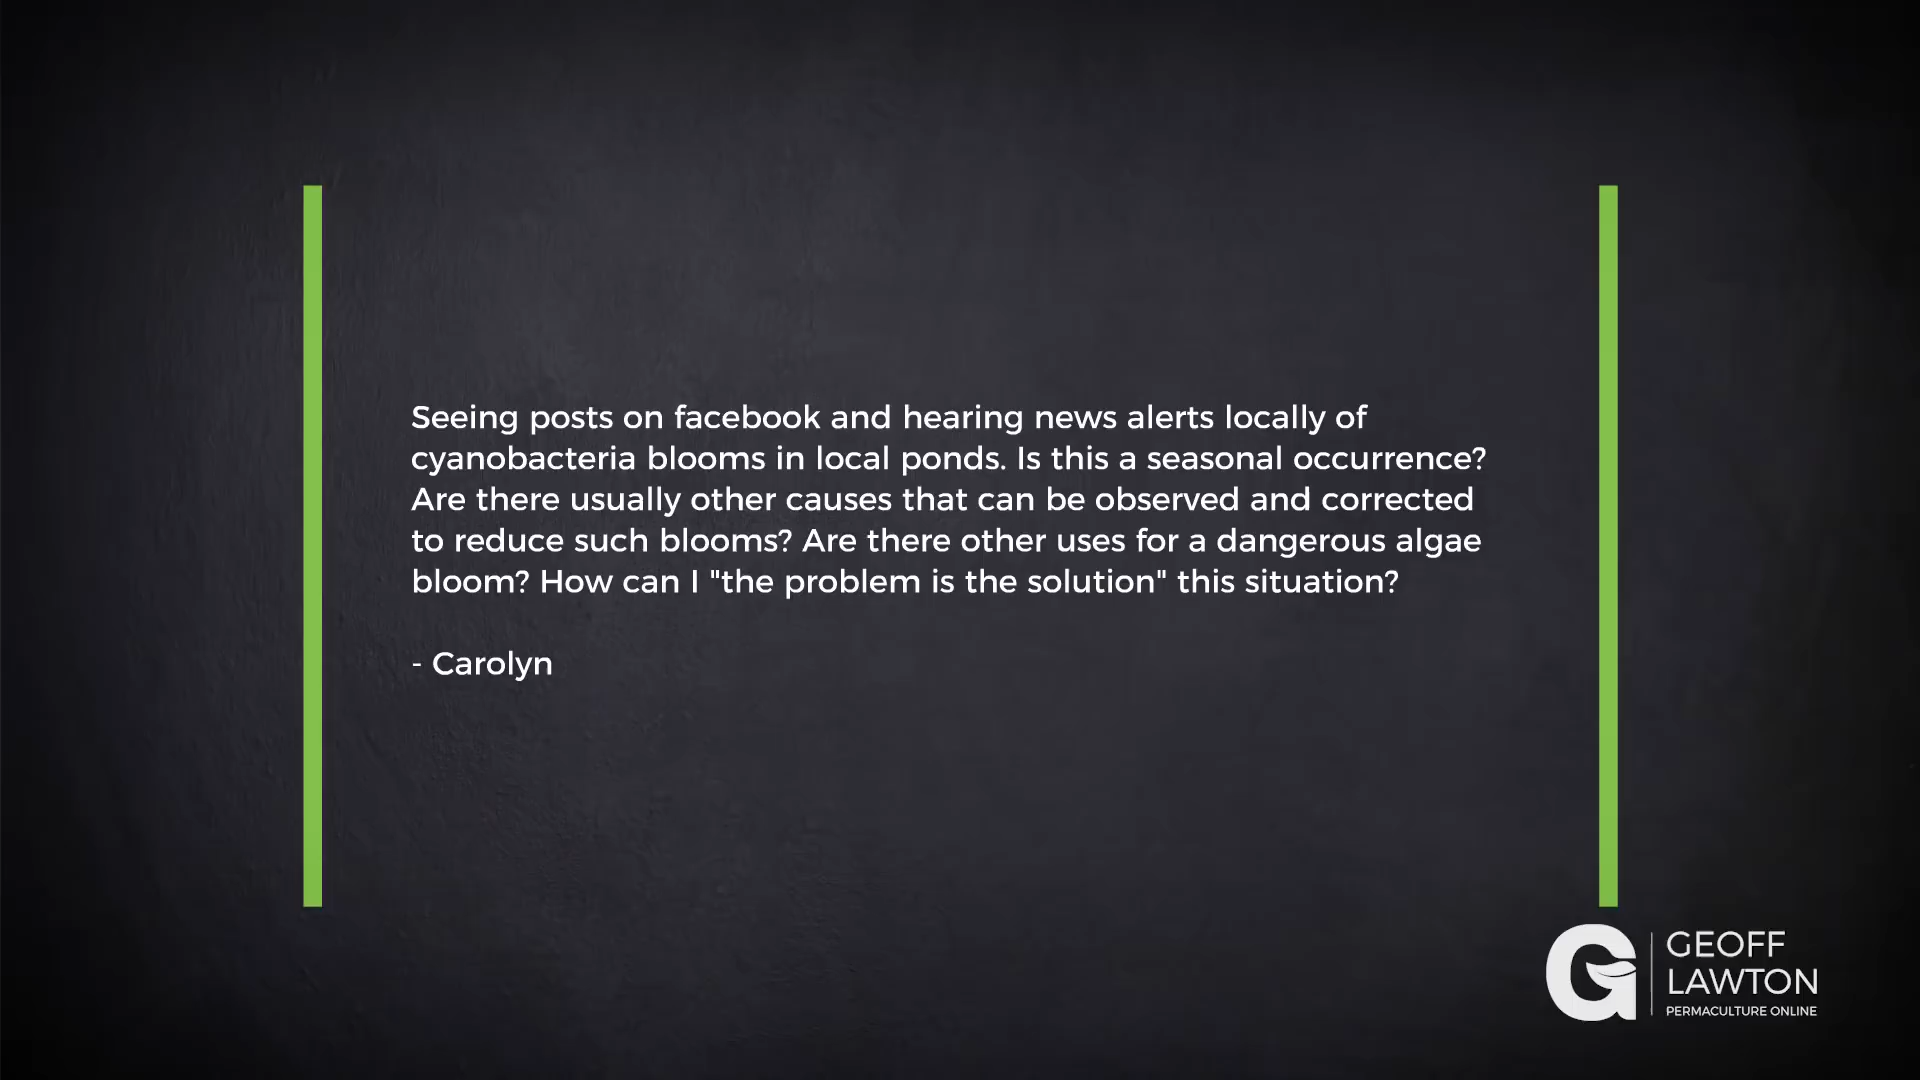 Seeing posts on facebook and hearing news alerts locally of
cyanobacteria blooms in local ponds. Is this a seasonal occurrence?
Are there usually other causes that can be observed and corrected
to reduce such blooms? Are there other uses for a dangerous algae
bloom? How can I "the problem is the solution" this situation?
- Carolyn
GEOFF
LAWTON
PERMACULTURE ONLINE